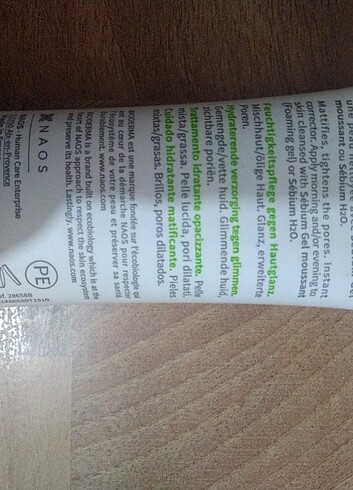 moussant ou Sébium H2O.
Mattifies, tightens the pores. Instant
corrector. Apply morning and/or evening to
skin cleansed with Sébium Gel moussant
(Foaming gel) or Sébium H2O.
Feuchtigkeitspflege gegen Hautglanz.
Mischhaut/ölige Haut Glanz, erweiterte
Poren.
Hydraterende verzorging tegen glimmen.
Gemengde/vette huid. Glimmende huid,
zichtbare poriën.
Trattamento idratante opacizzante. Pelle
mista/grassa. Pelle lucida, pori dilatati.
Cuidado hidratante matificante. Pieles
mixtas/grasas. Brillos, poros dilatados.
BIODERMA est une marque fondée sur l'écobiologie qui
est au cœur de la démarche NAOS pour respecter
l'écosystème de votre peau et préserver sa santé.
Durablement. www.naos.com
BIODERMA is a brand built on ecobiology which is at the
heart of NAOS approach to respect the skin ecosystem
and preserve its health. Lastingly. www.naos.com
NAOS
NAOS - Human Care Enterprise
Aix-en-Provence
PE